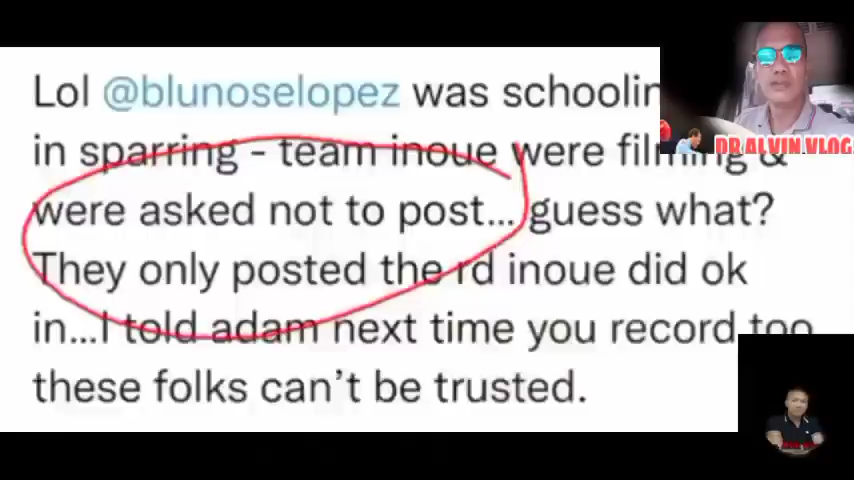 Lol @blunoselopez was schoolin
in sparring - team inoue were filming &
were asked not to post... guess what?
They only posted the rd inoue did ok
in...I told adam next time you record too
these folks can't be trusted.
DR ALVIN VLOG